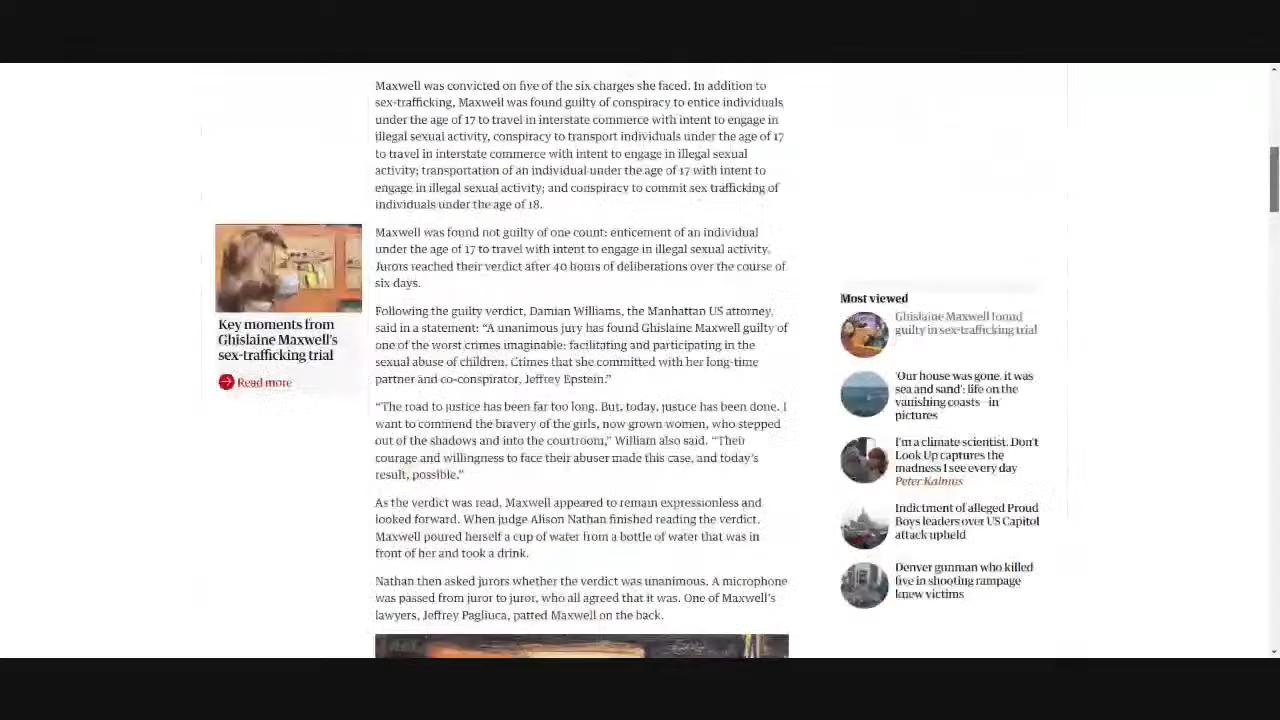 Maxwell was convicted on five of the six charges she faced. In addition to
sex-trafficking, Maxwell was found guilty of conspiracy to entice individuals
under the age of 17 to travel in interstate commerce with intent to engage in
illegal sexual activity, conspiracy to transport individuals under the age of 17
to travel in interstate commerce with intent to engage in illegal sexual
activity; transportation of an individual under the age of 17 with intent to
engage in illegal sexual activity; and conspiracy to commit sex trafficking of
individuals under the age of 18.
Maxwell was found not guilty of one count: enticement of an individual
under the age of 17 to travel with intent to engage in illegal sexual activity.
Jurors reached their verdict after 40 hours of deliberations over the course of
six days.
Following the guilty verdict, Damian Williams, the Manhattan US attorney,
said in a statement: “A unanimous jury has found Ghislaine Maxwell guilty of
one of the worst crimes imaginable: facilitating and participating in the
sexual abuse of children. Crimes that she committed with her long-time
partner and co-conspirator, Jeffrey Epstein.”
“The road to justice has been far too long. But, today, justice has been done. I
want to commend the bravery of the girls, now grown women, who stepped
out of the shadows and into the courtroom,” William also said. “Their
courage and willingness to face their abuser made this case, and today’s
result, possible.”
As the verdict was read, Maxwell appeared to remain expressionless and
looked forward. When judge Alison Nathan finished reading the verdict,
Maxwell poured herself a cup of water from a bottle of water that was in
front of her and took a drink.
Nathan then asked jurors whether the verdict was unanimous. A microphone
was passed from juror to juror, who all agreed that it was. One of Maxwell’s
lawyers, Jeffrey Pagliuca, patted Maxwell on the back.
Key moments from
Ghislaine Maxwell’s
sex-trafficking trial
Read more
Most viewed
Ghislaine Maxwell found
guilty in sex-trafficking trial
‘Our house was gone, it was
sea and sand’: life on the
vanishing coasts – in
pictures
I’m a climate scientist. Don’t
Look Up captures the
madness I see every day
Peter Kalmus
Indictment of alleged Proud
Boys leaders over US Capitol
attack upheld
Denver gunman who killed
five in shooting rampage
knew victims